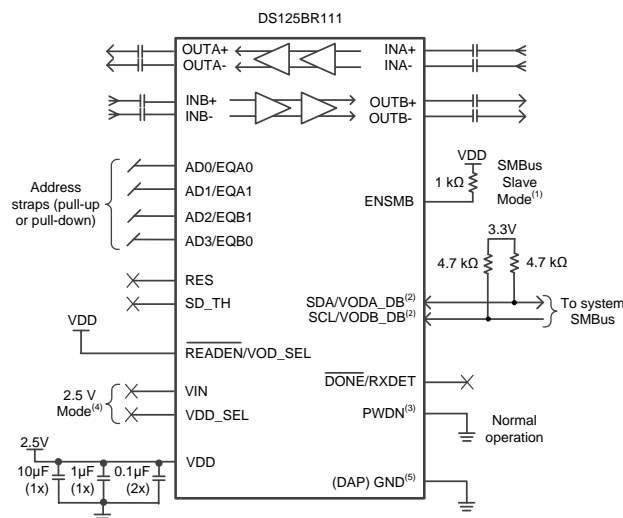 DS125BR111
OUTA+
OUTA-
INA+
INA-
INB+
INB-
OUTB+
OUTB-
Address
straps (pull-up
or pull-down)
AD0/EQA0
AD1/EQA1
AD2/EQB1
AD3/EQB0
VDD
1 kΩ
SMBus
Slave
Mode(1)
ENSMB
3.3V
4.7 kΩ
4.7 kΩ
RES
SD_TH
SDA/VODA_DB(2)
SCL/VODB_DB(2)
To system
SMBus
VDD
READEN/VOD_SEL
2.5 V
Mode(4)
VIN
VDD_SEL
DONE/RXDET
PWDN(3)
Normal
operation
2.5V
VDD
10µF
(1x)
1µF
(1x)
0.1µF
(2x)
(DAP) GND(5)